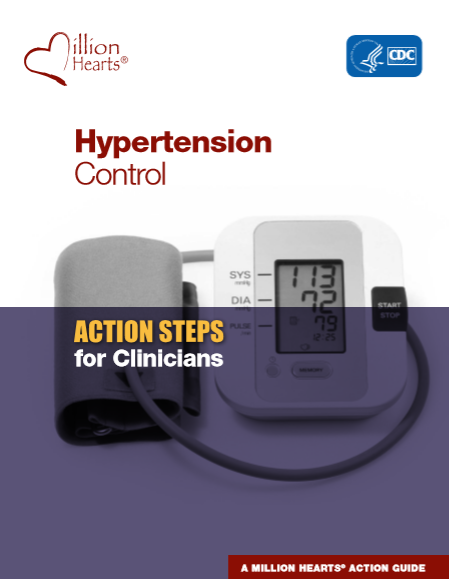 Million
Hearts®
CDC
Hypertension
Control
SYS
mmHg
113
DIA
mmHg
72
START
STOP
PULSE
79
12:25
MEMORY
ACTION STEPS
for Clinicians
A MILLION HEARTS® ACTION GUIDE